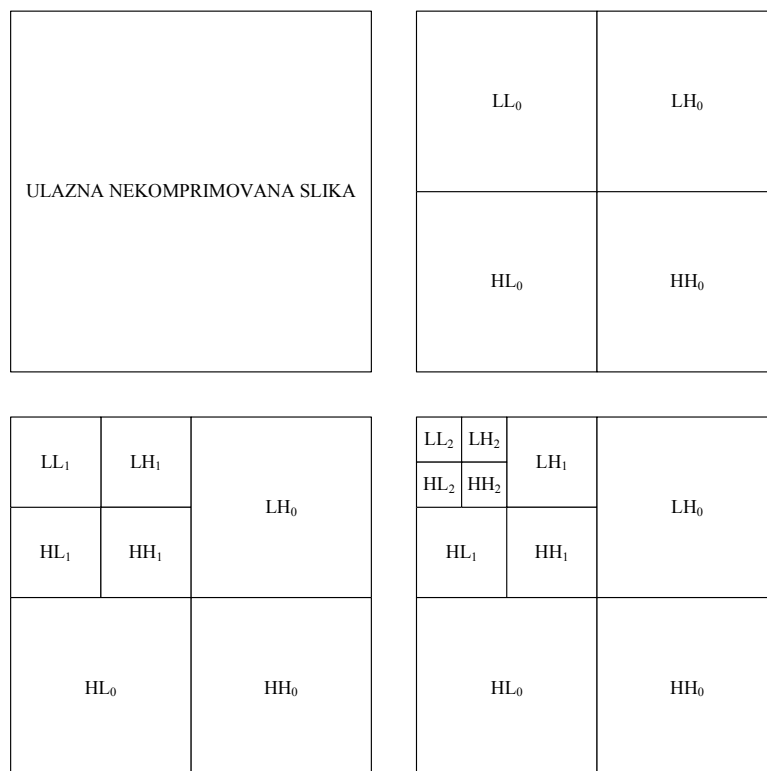 ULAZNA NEKOMPRIMOVANA SLIKA
LL₀ LH₀
HL₀ HH₀
LL₁ LH₁
LH₀
HL₁ HH₁
HL₀ HH₀
LL₂ LH₂
LH₁
HL₂ HH₂
LH₀
HL₁ HH₁
HL₀ HH₀